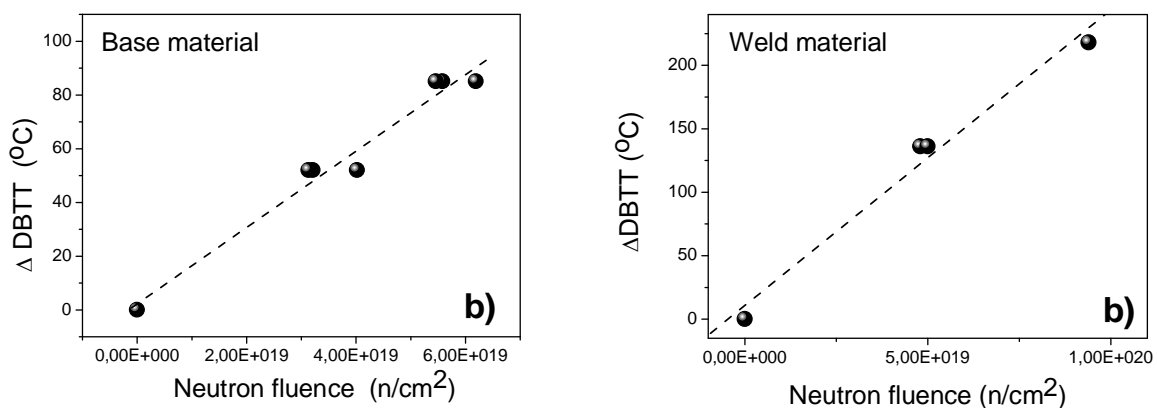 Base material
Δ DBTT (ºC)
100
80
60
40
20
0
b)
0,00E+000 2,00E+019 4,00E+019 6,00E+019
Neutron fluence (n/cm²)
Weld material
ΔDBTT (ºC)
200
150
100
50
0
b)
0,00E+000 5,00E+019 1,00E+020
Neutron fluence (n/cm²)